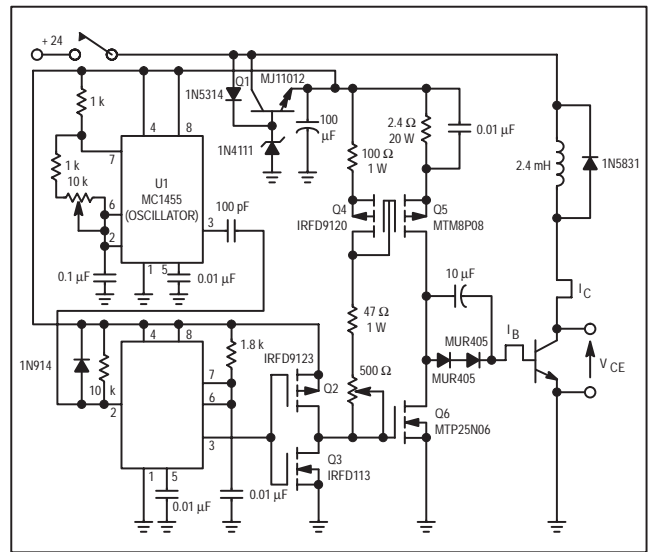 + 24
Q1
MJ11012
1N5314
1 k
4
8
100
µF
2.4 Ω
20 W
0.01 µF
1N4111
7
1 k
10 k
U1
MC1455
(OSCILLATOR)
100 pF
100 Ω
1 W
2.4 mH
1N5831
6
2
3
Q4
IRFD9120
Q5
MTM8P08
0.1 µF
1
5
0.01 µF
10 µF
I C
47 Ω
1 W
I B
4
8
1.8 k
1N914
10 k
IRFD9123
Q2
MUR405
MUR405
V CE
7
6
2
3
500 Ω
Q6
MTP25N06
Q3
IRFD113
1
5
0.01 µF
0.01 µF